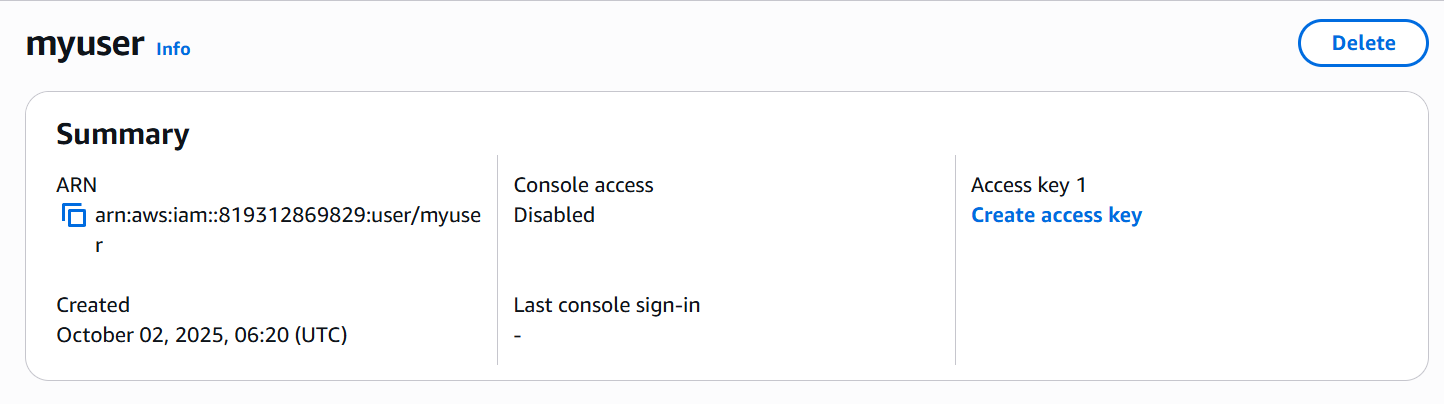 myuser Info
Delete
Summary
ARN
arn:aws:iam::819312869829:user/myuse
r
Created
October 02, 2025, 06:20 (UTC)
Console access
Disabled
Last console sign-in
-
Access key 1
Create access key